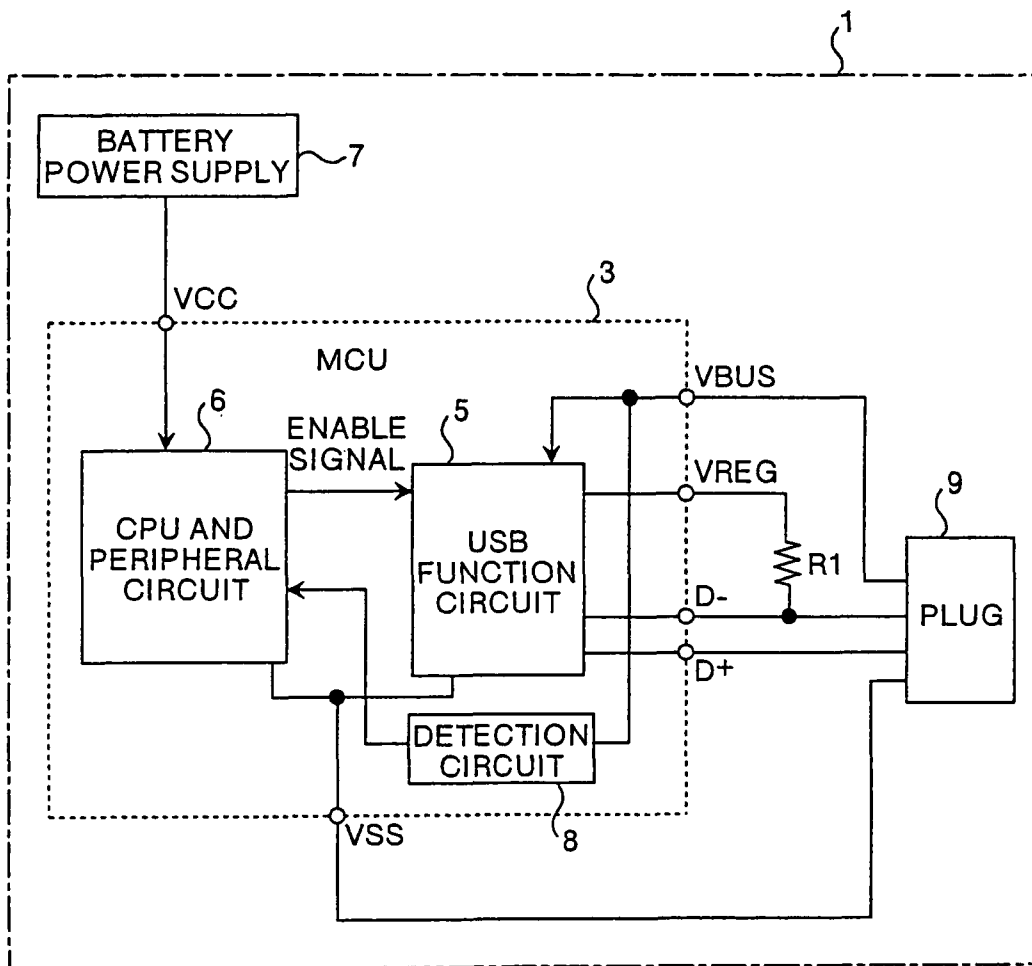 1
BATTERY
POWER SUPPLY
7
VCC
3
MCU
VBUS
6
ENABLE
SIGNAL
5
VREG
9
CPU AND
PERIPHERAL
CIRCUIT
USB
FUNCTION
CIRCUIT
R1
D-
PLUG
D+
DETECTION
CIRCUIT
VSS
8